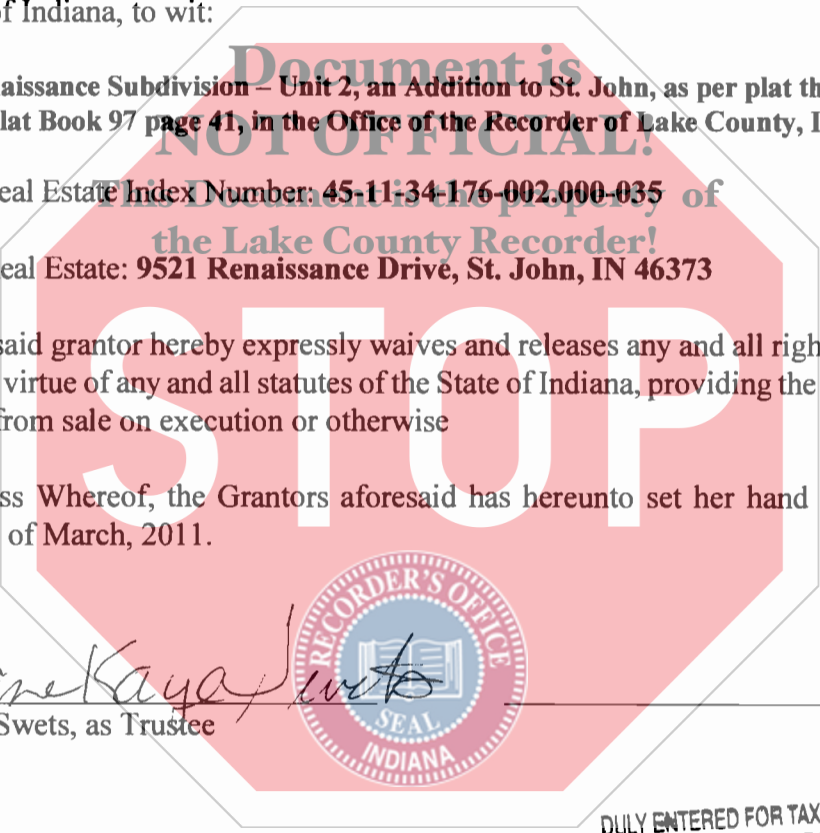 of Indiana, to wit:
Document is
aissance Subdivision – Unit 2, an Addition to St. John, as per plat th
lat Book 97 page 41, in the Office of the Recorder of Lake County, I
NOT OFFICIAL!
eal Estate Index Number: 45-11-34-176-002.000-035
This Document is the property of
the Lake County Recorder!
eal Estate: 9521 Renaissance Drive, St. John, IN 46373
STOP
said grantor hereby expressly waives and releases any and all righ
virtue of any and all statutes of the State of Indiana, providing the
from sale on execution or otherwise
ss Whereof, the Grantors aforesaid has hereunto set her hand
of March, 2011.
ne Kaye Swets
Swets, as Trustee
RECORDER'S OFFICE
SEAL
INDIANA
DULY ENTERED FOR TAX